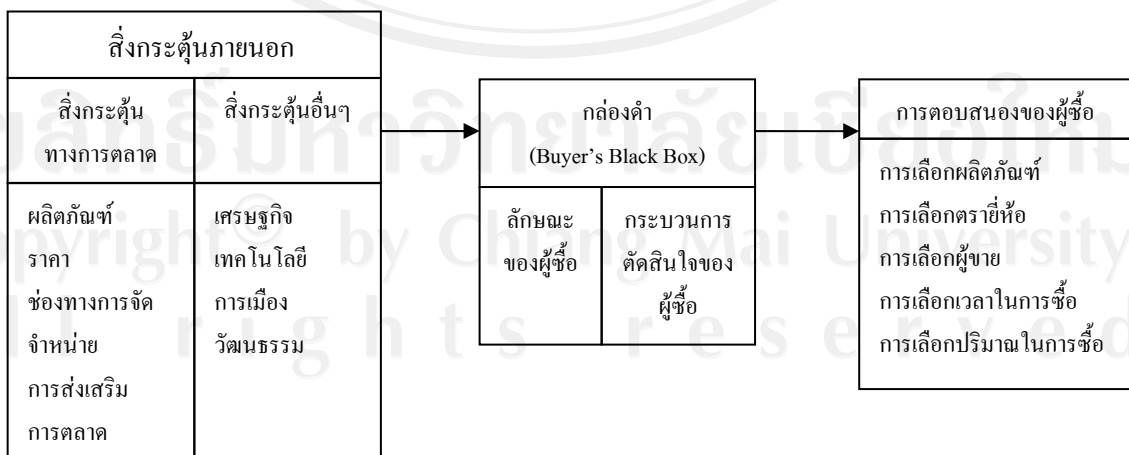 สิ่งกระตุ้นภายนอก
สิ่งกระตุ้น
ทางการตลาด
สิ่งกระตุ้นอื่นๆ
ผลิตภัณฑ์
ราคา
ช่องทางการจัด
จำหน่าย
การส่งเสริม
การตลาด
เศรษฐกิจ
เทคโนโลยี
การเมือง
วัฒนธรรม
กล่องดำ
(Buyer's Black Box)
ลักษณะ
ของผู้ซื้อ
กระบวนการ
ตัดสินใจของ
ผู้ซื้อ
การตอบสนองของผู้ซื้อ
การเลือกผลิตภัณฑ์
การเลือกตรายี่ห้อ
การเลือกผู้ขาย
การเลือกเวลาในการซื้อ
การเลือกปริมาณในการซื้อ
opyright© by Chiang Mai University
ll rights reserved